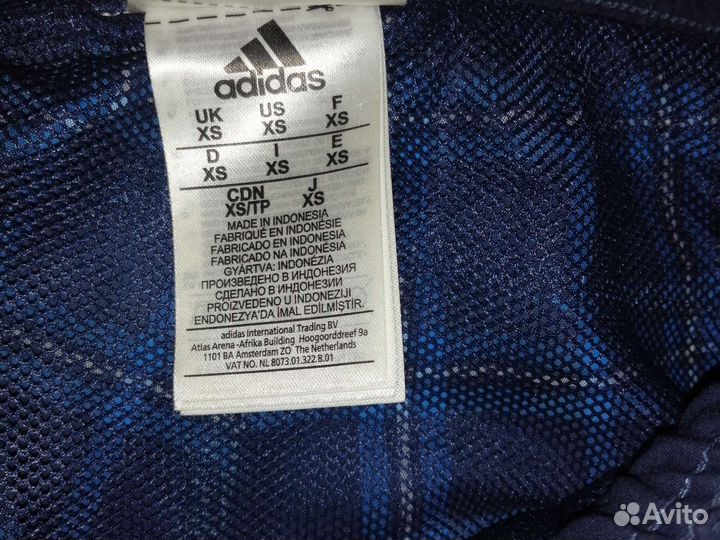 adidas
UK US F
XS XS XS
D I E
XS XS XS
CDN J
XS/TP XS
MADE IN INDONESIA
FABRIQUÉ EN INDONÉSIE
FABRICADO EN INDONESIA
FABRICADO NA INDONÉSIA
GYÁRTVA: INDONÉZIA
ПРОИЗВЕДЕНО В ИНДОНЕЗИЯ
СДЕЛАНО В ИНДОНЕЗИИ
PROIZVEDENO U INDONEZIJI
ENDONEZYA'DA İMAL EDİLMİŞTİR.
adidas International Trading BV
Atlas Arena -Afrika Building Hoogoorddreef 9a
1101 BA Amsterdam ZO The Netherlands
VAT NO. NL 8073.01.322.B.01
Avito